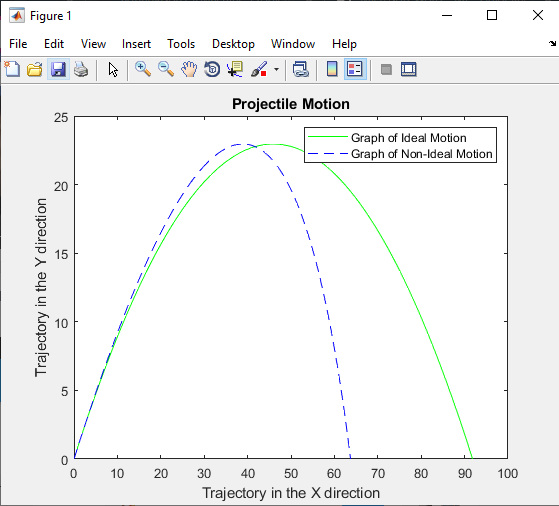 Figure 1
File Edit View Insert Tools Desktop Window Help
Projectile Motion
Graph of Ideal Motion
Graph of Non-Ideal Motion
Trajectory in the Y direction
25
20
15
10
5
0
0 10 20 30 40 50 60 70 80 90 100
Trajectory in the X direction